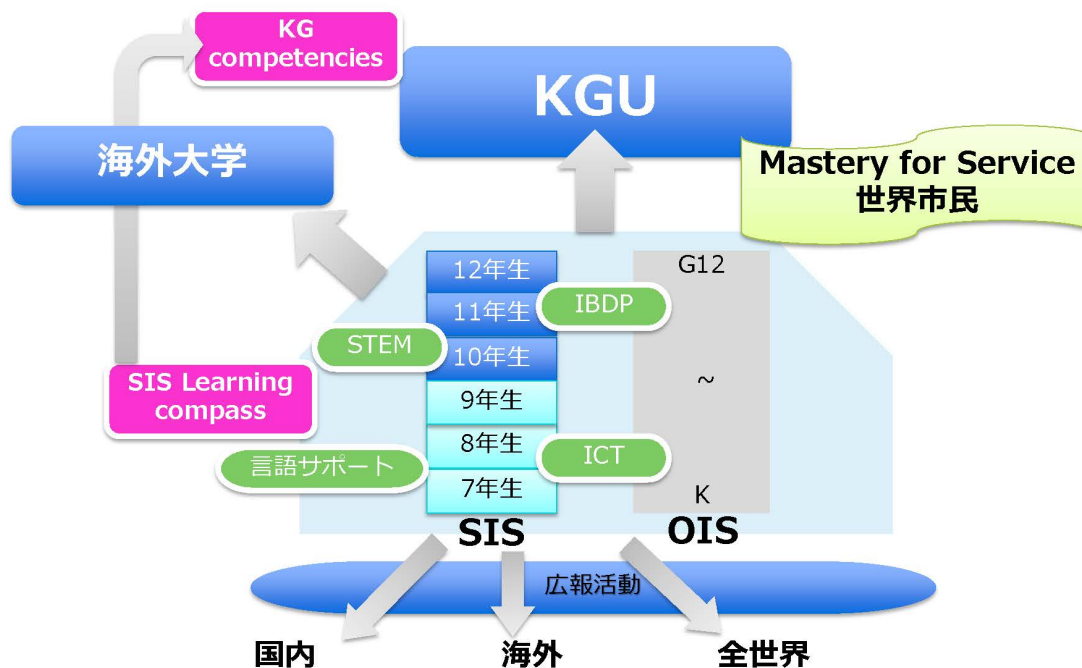 KG
competencies
KGU
海外大学
Mastery for Service
世界市民
12年生
11年生
10年生
9年生
8年生
7年生
SIS
G12
~
K
OIS
IBDP
STEM
SIS Learning
compass
言語サポート
ICT
広報活動
国内
海外
全世界